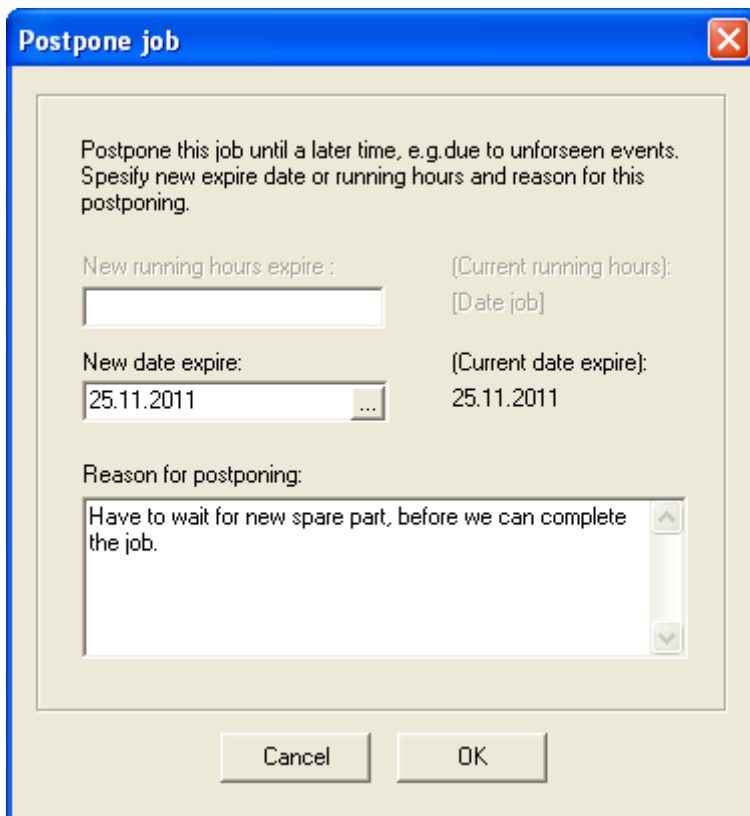 Postpone job
Postpone this job until a later time, e.g.due to unforseen events.
Spesify new expire date or running hours and reason for this
postponing.
New running hours expire :
(Current running hours):
[Date job]
New date expire:
(Current date expire):
25.11.2011
...
25.11.2011
Reason for postponing:
Have to wait for new spare part, before we can complete
the job.
Cancel
OK